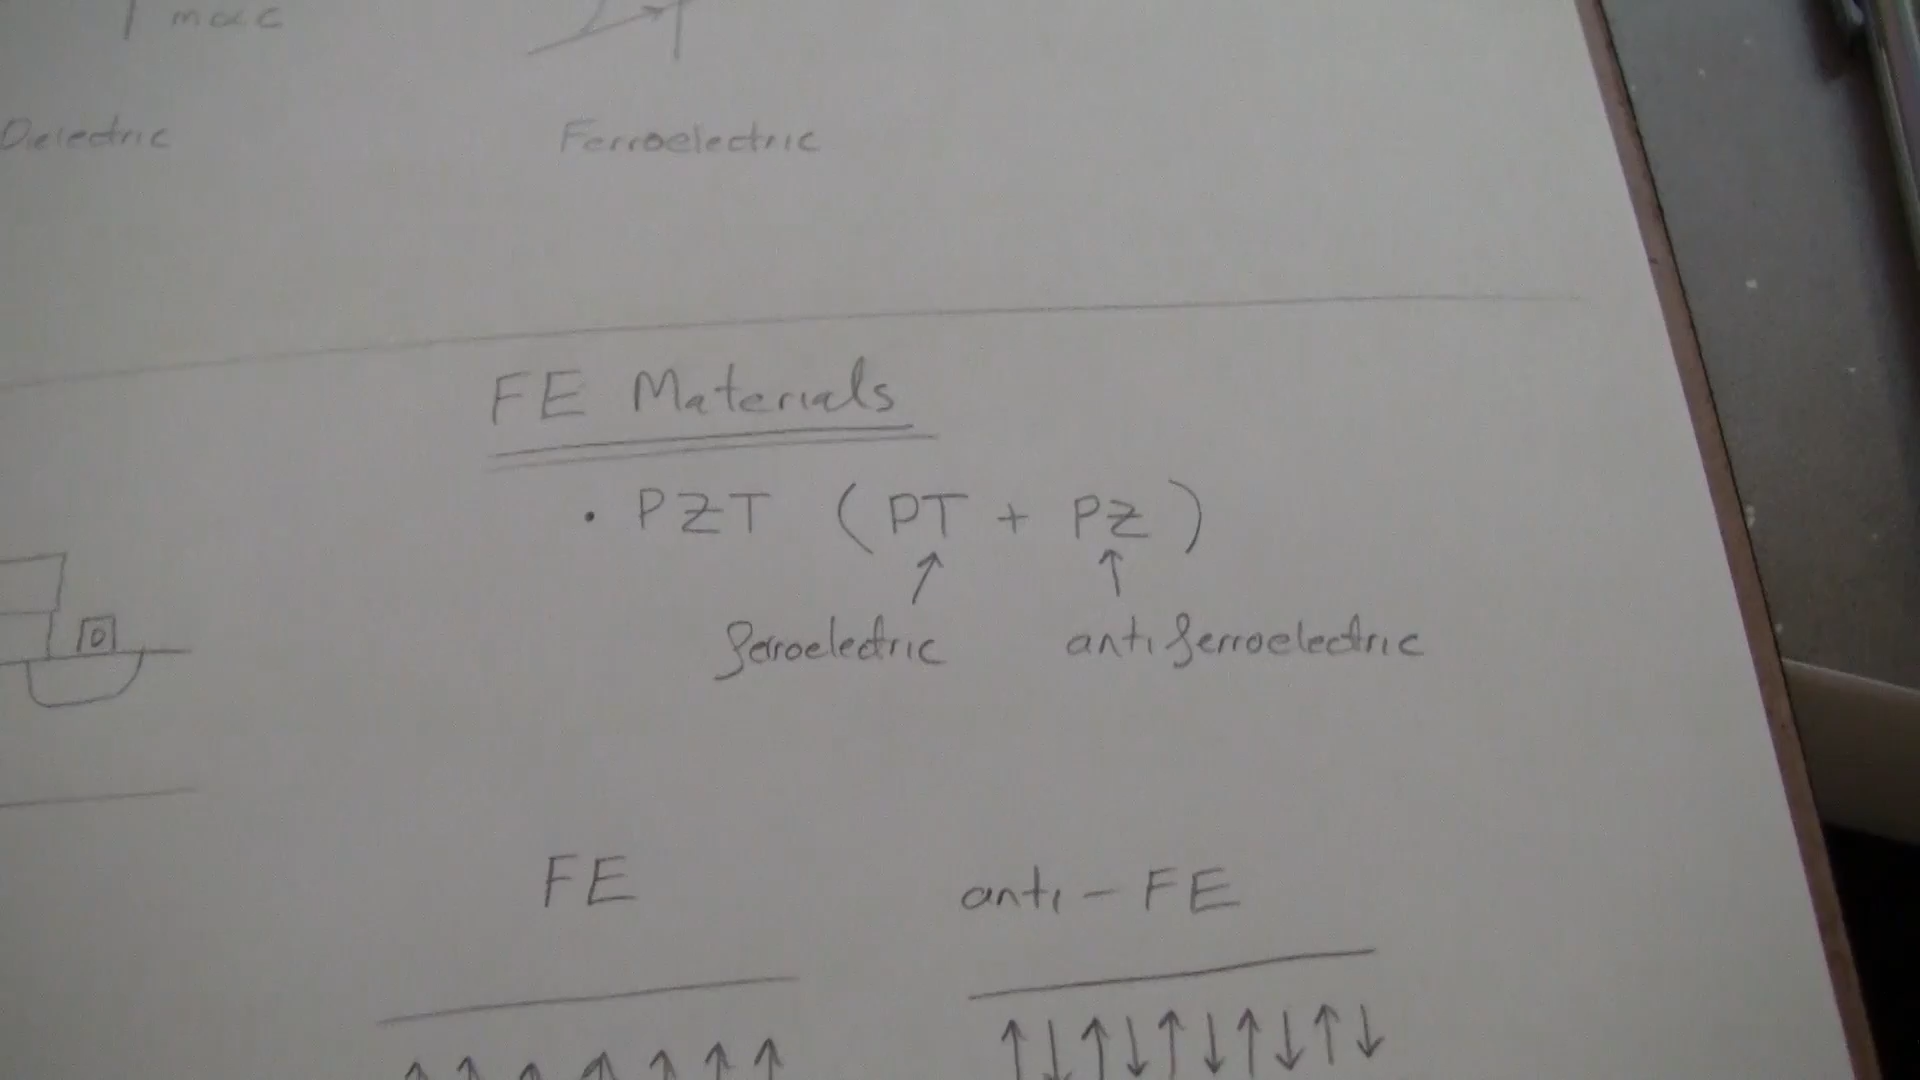 Dielectric Ferroelectric
FE Materials
• PZT (PT + PZ)
ferroelectric antiferroelectric
D
FE anti-FE